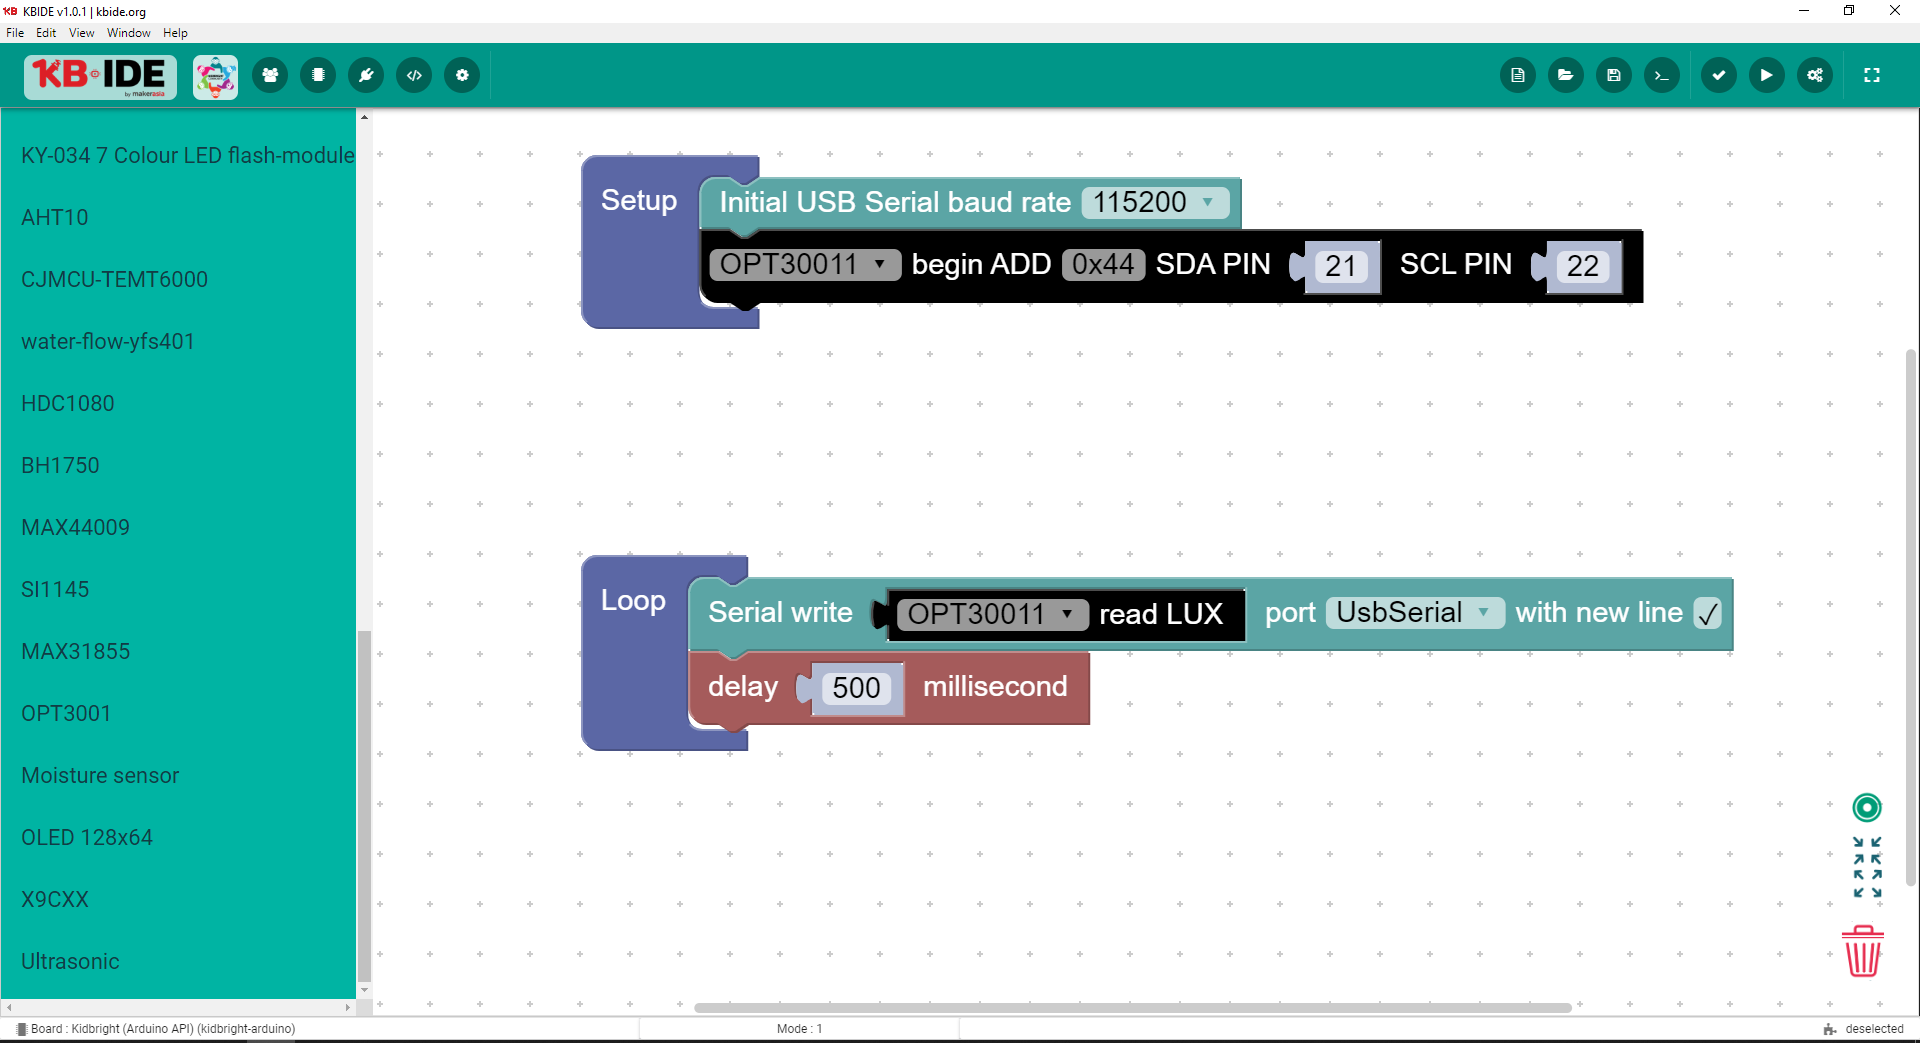 KBIDE v1.0.1 | kbide.org
File Edit View Window Help
KB IDE
by makerasia
KY-034 7 Colour LED flash-module
AHT10
CJMCU-TEMT6000
water-flow-yfs401
HDC1080
BH1750
MAX44009
SI1145
MAX31855
OPT3001
Moisture sensor
OLED 128x64
X9CXX
Ultrasonic
Setup
Initial USB Serial baud rate 115200
OPT30011 begin ADD 0x44 SDA PIN 21 SCL PIN 22
Loop
Serial write OPT30011 read LUX port UsbSerial with new line
delay 500 millisecond
Board : Kidbright (Arduino API) (kidbright-arduino)
Mode : 1
deselected